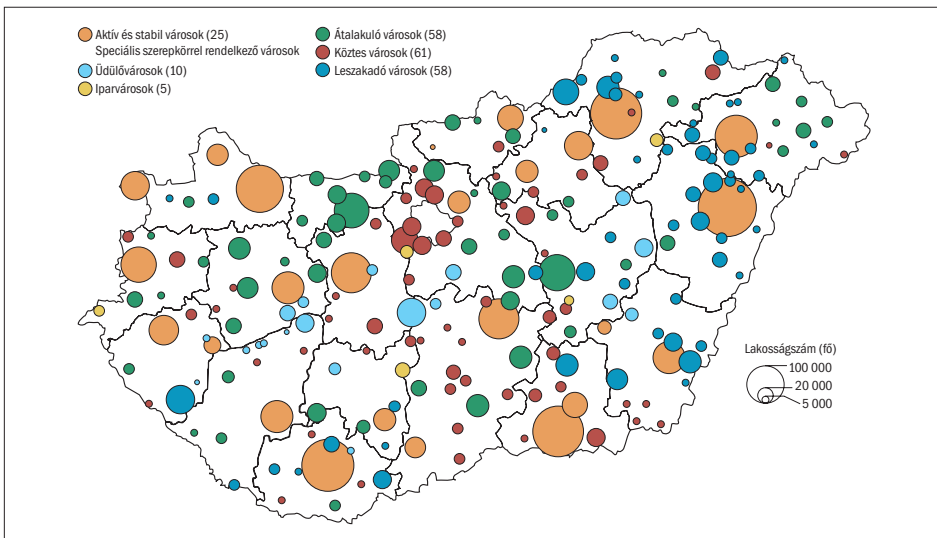 Aktív és stabil városok (25)
Speciális szerepkörrel rendelkező városok
Üdülővárosok (10)
Iparvárosok (5)
Átalakuló városok (58)
Köztes városok (61)
Leszakadó városok (58)
Lakosságszám (fő)
100 000
20 000
5 000